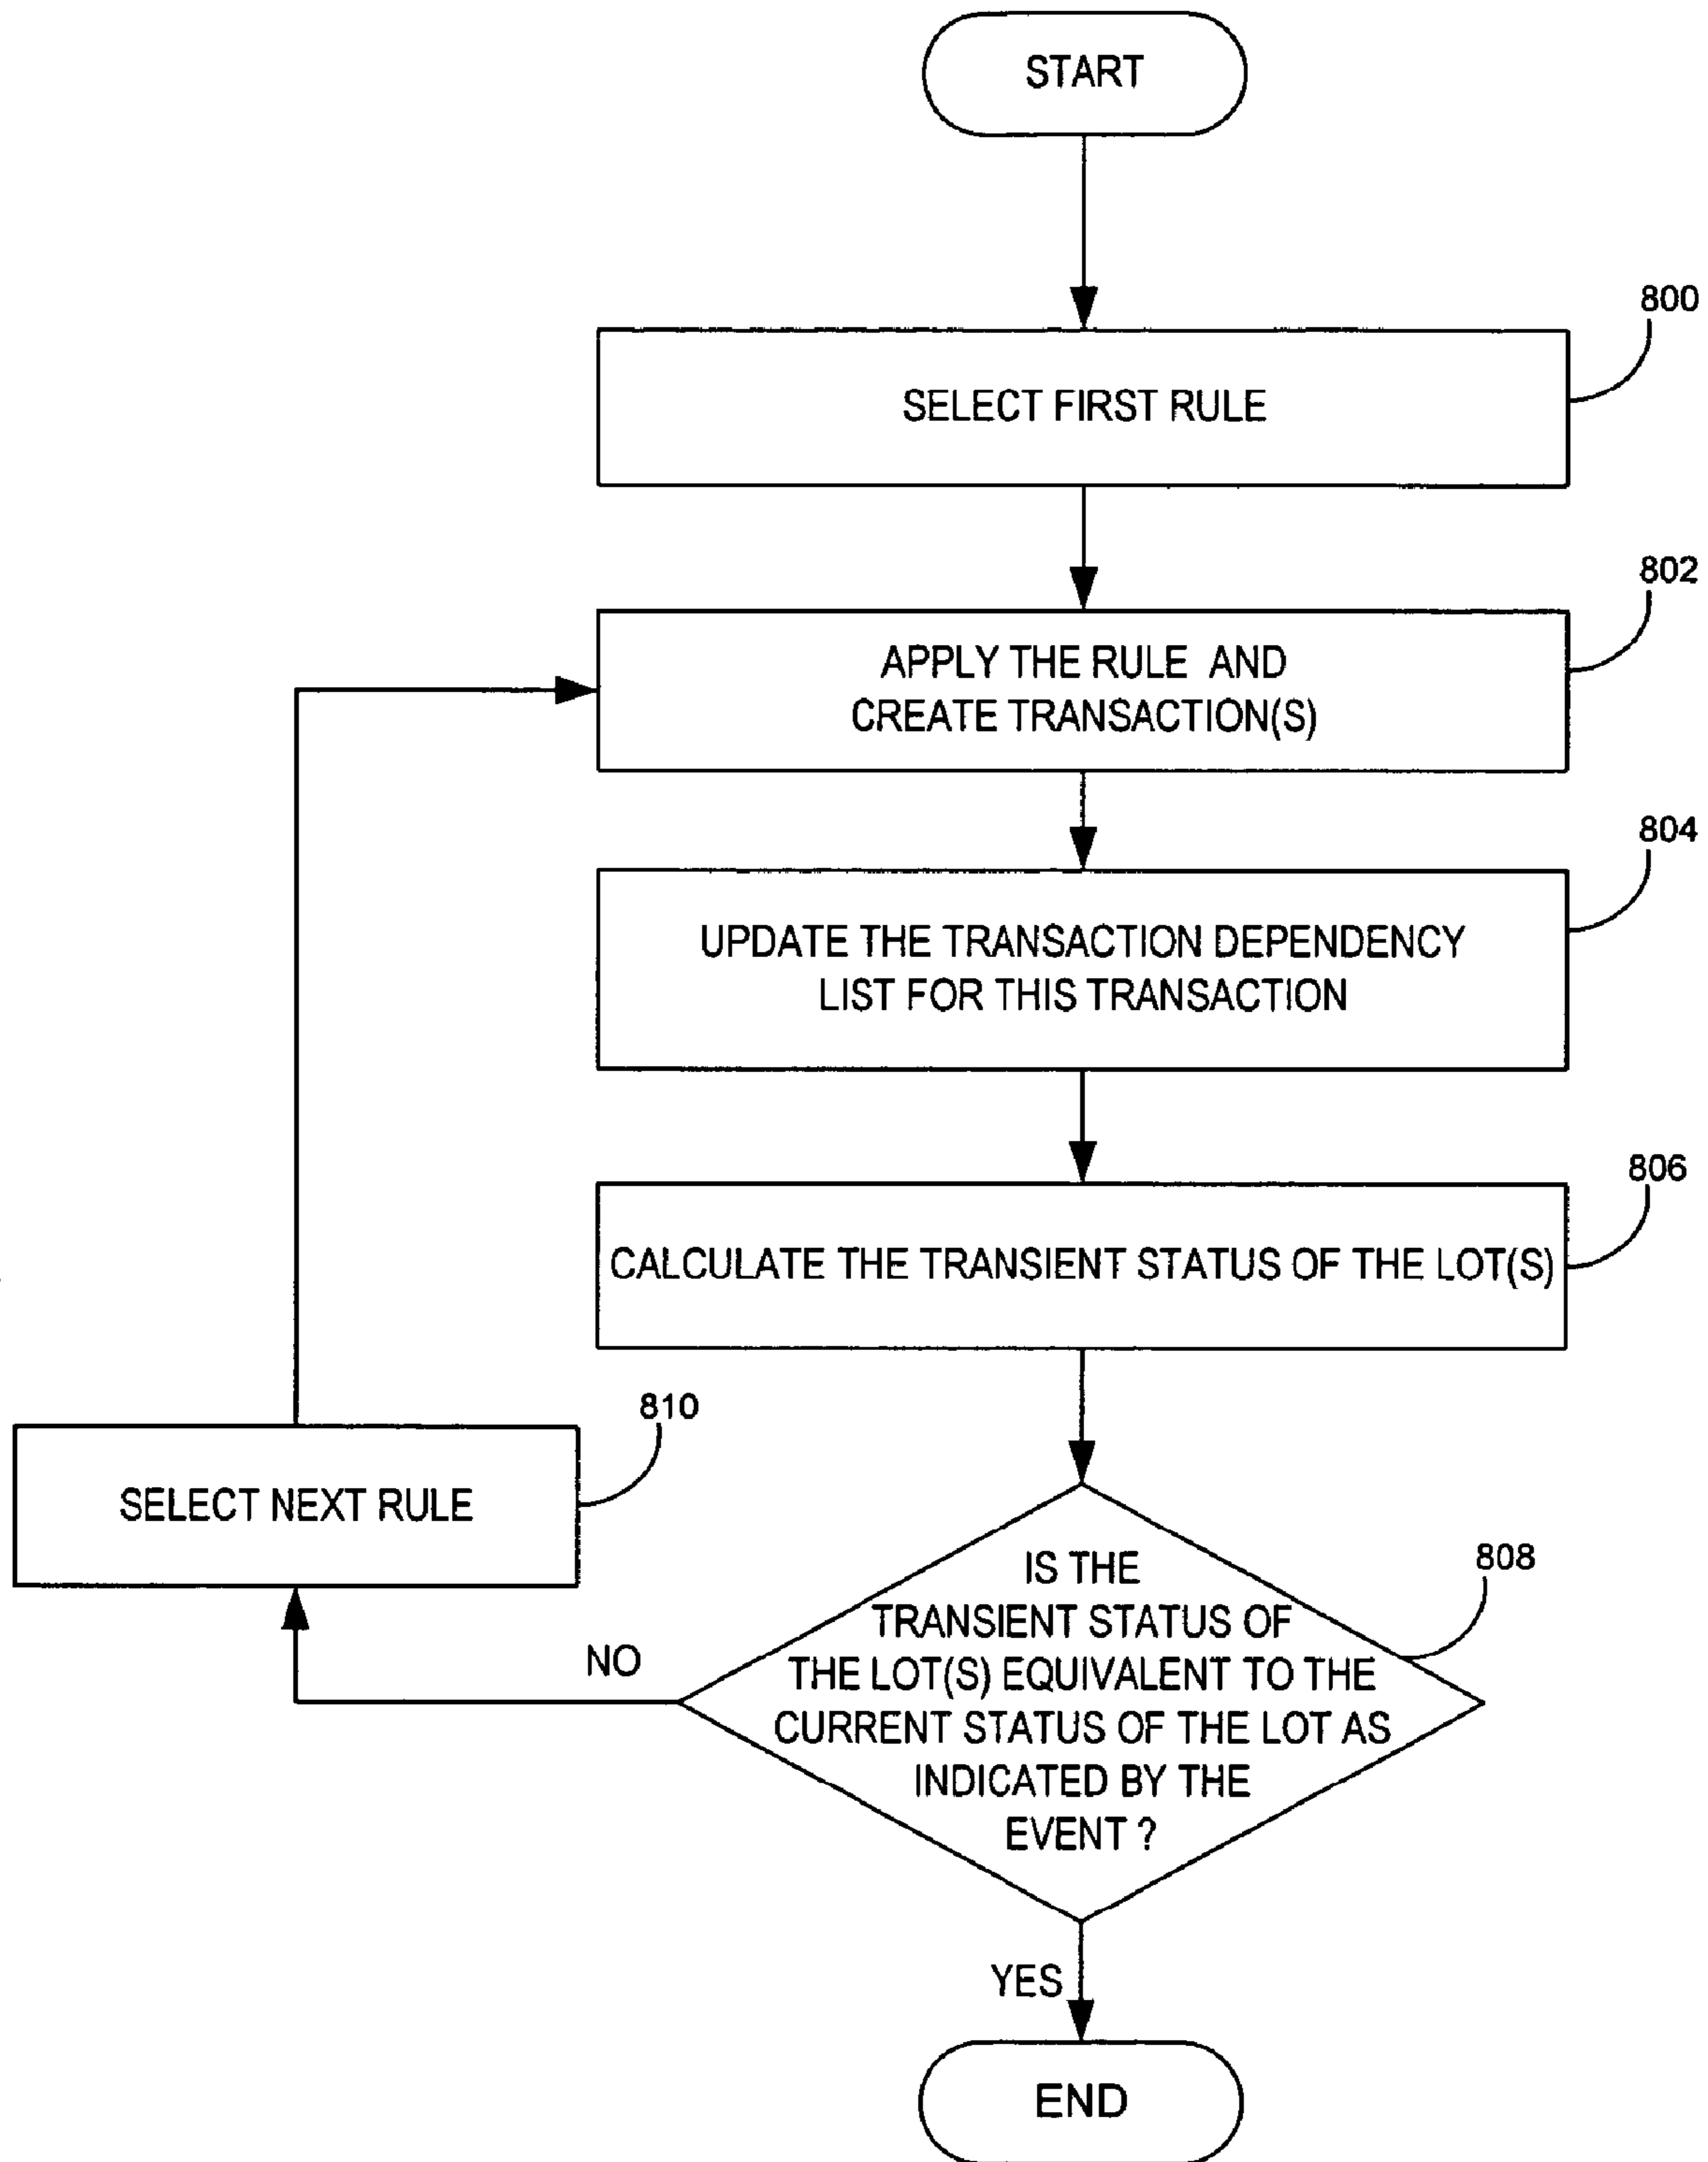 START
800
SELECT FIRST RULE
802
APPLY THE RULE AND
CREATE TRANSACTION(S)
804
UPDATE THE TRANSACTION DEPENDENCY
LIST FOR THIS TRANSACTION
806
CALCULATE THE TRANSIENT STATUS OF THE LOT(S)
810
SELECT NEXT RULE
808
IS THE
TRANSIENT STATUS OF
THE LOT(S) EQUIVALENT TO THE
CURRENT STATUS OF THE LOT AS
INDICATED BY THE
EVENT ?
NO
YES
END